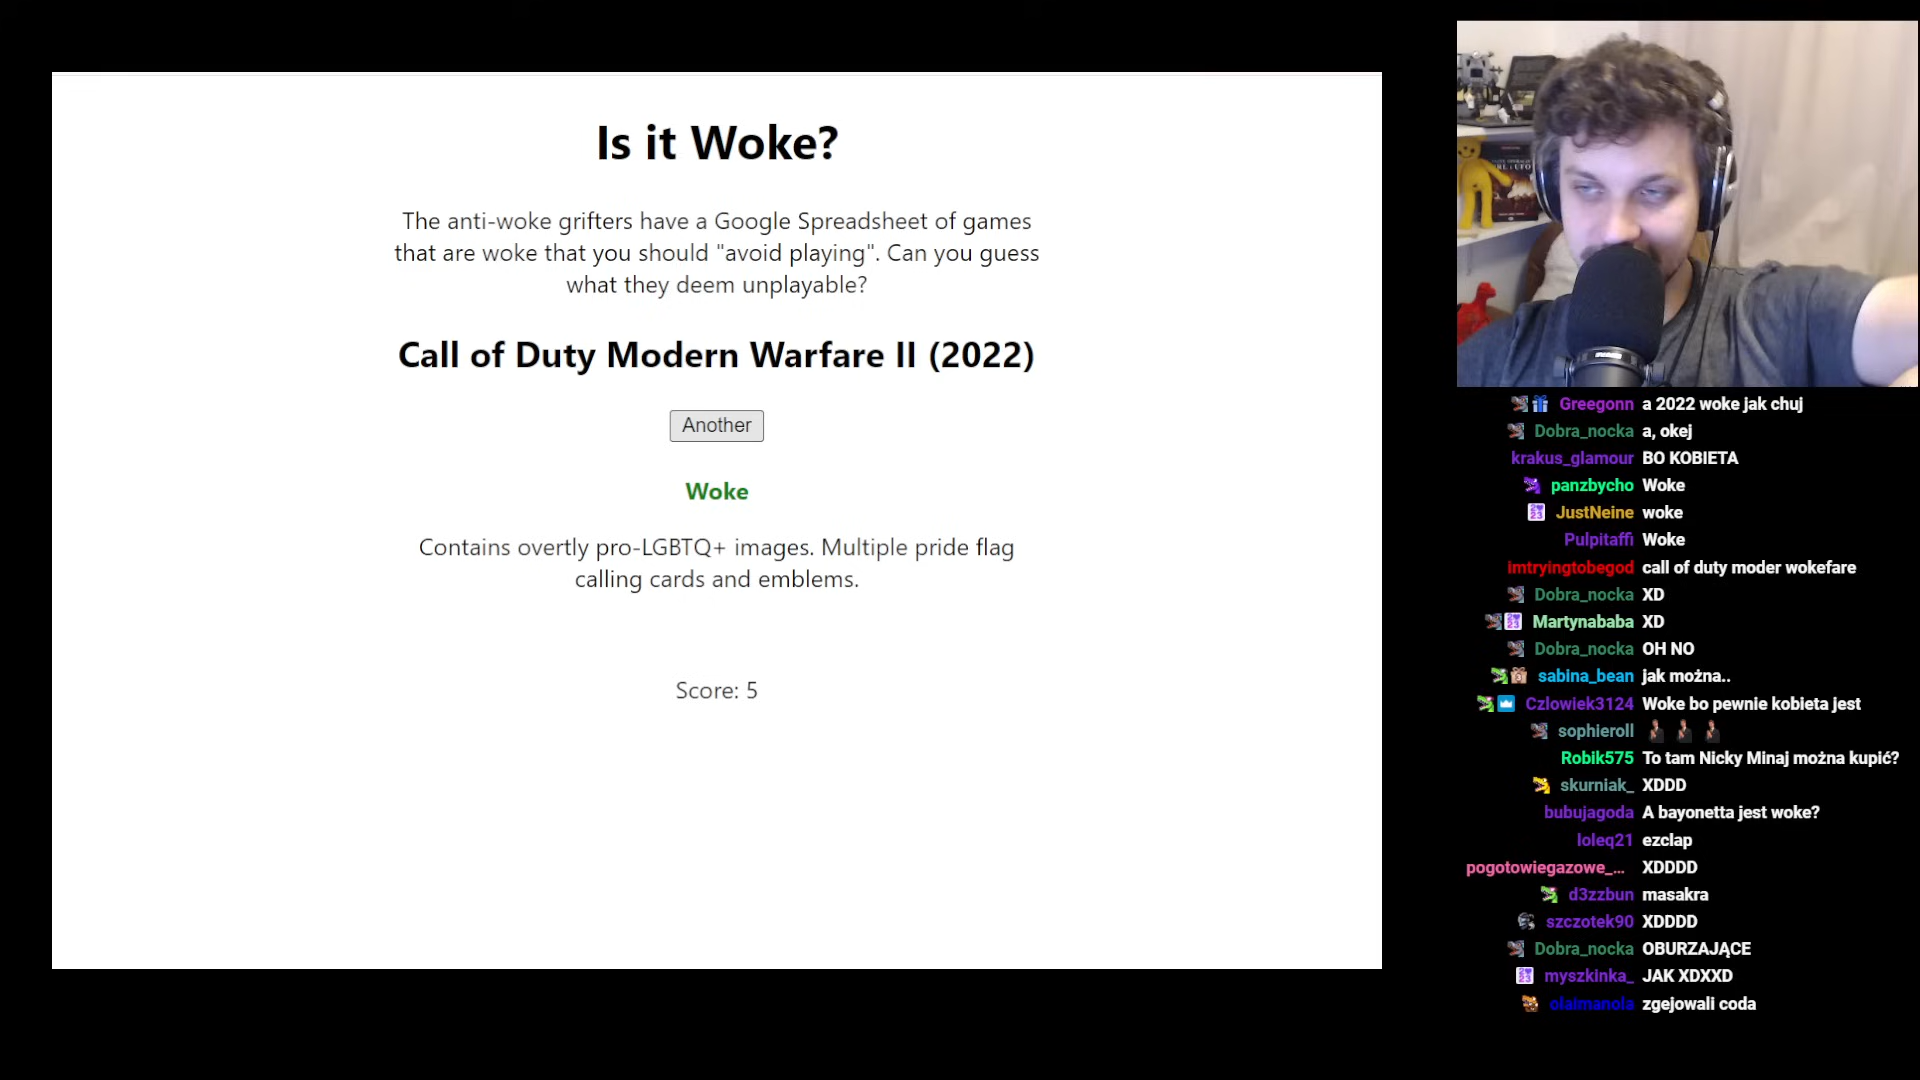 Is it Woke?
The anti-woke grifters have a Google Spreadsheet of games
that are woke that you should "avoid playing". Can you guess
what they deem unplayable?
Call of Duty Modern Warfare II (2022)
Another
Woke
Contains overtly pro-LGBTQ+ images. Multiple pride flag
calling cards and emblems.
Score: 5
Greegonn a 2022 woke jak chuj
Dobra_nocka a, okej
krakus_glamour BO KOBIETA
panzbycho Woke
JustNeine woke
Pulpitaffi Woke
imtryingtobegod call of duty moder wokefare
Dobra_nocka XD
Martynababa XD
Dobra_nocka OH NO
sabina_bean jak można..
Czlowiek3124 Woke bo pewnie kobieta jest
sophieroll
Robik575 To tam Nicky Minaj można kupić?
skurniak_ XDDD
bubujagoda A bayonetta jest woke?
loleq21 ezclap
pogotowiegazowe_... XDDDD
d3zzbun masakra
szczotek90 XDDDD
Dobra_nocka OBURZAJĄCE
myszkinka_ JAK XDXXD
olaimanola zgejowali coda